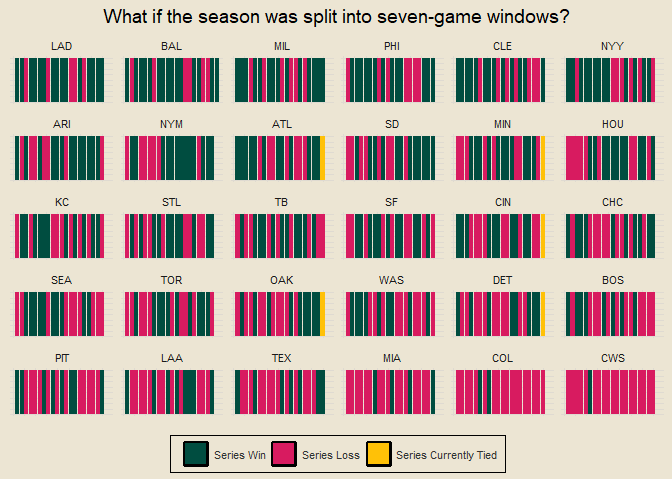 What if the season was split into seven-game windows?
LAD BAL MIL PHI CLE NYY
ARI NYM ATL SD MIN HOU
KC STL TB SF CIN CHC
SEA TOR OAK WAS DET BOS
PIT LAA TEX MIA COL CWS
Series Win Series Loss Series Currently Tied